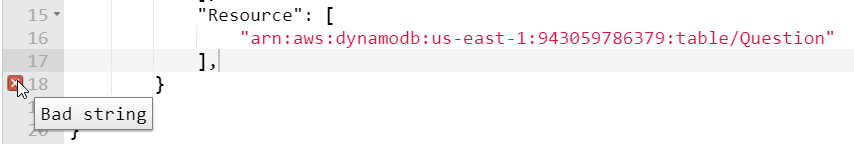 15 "Resource": [
16 "arn:aws:dynamodb:us-east-1:943059786379:table/Question"
17 ],
18 }
Bad string
20 }